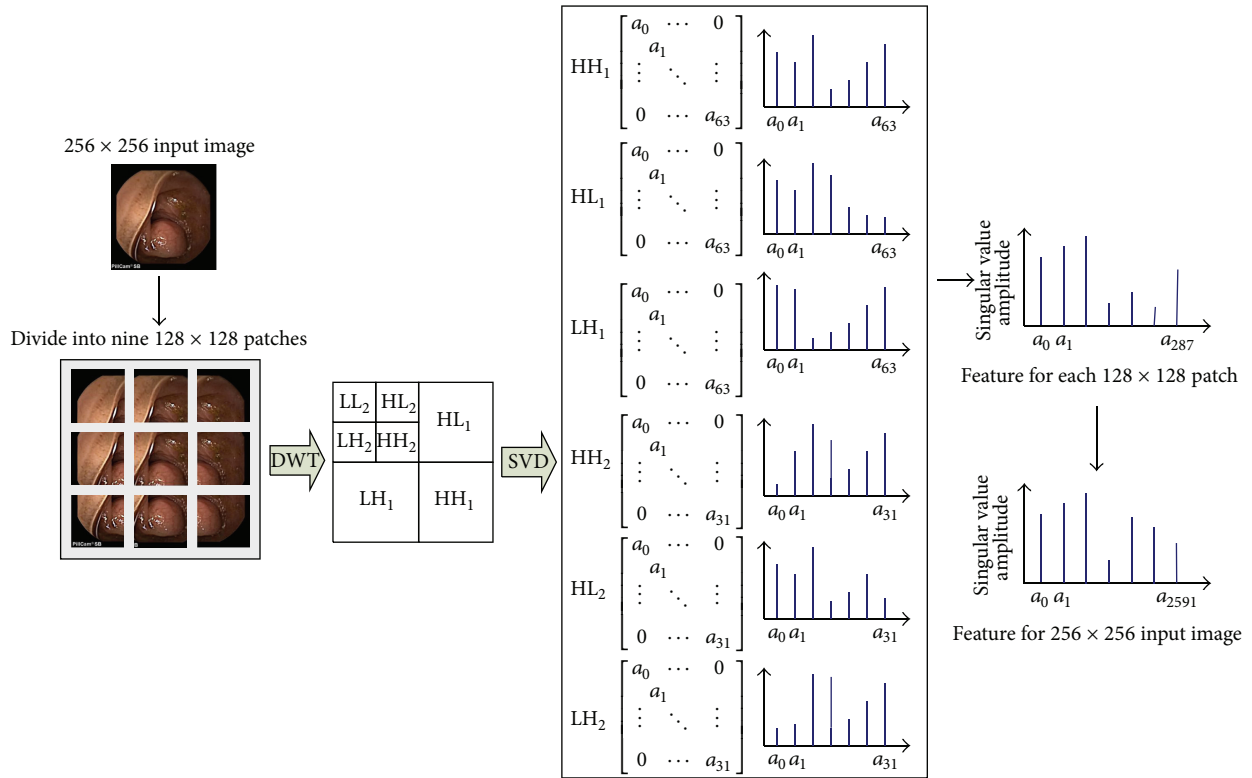 256 × 256 input image
PillCam® SB
Divide into nine 128 × 128 patches
PillCam® SB
DWT
LL₂ HL₂
HL₁
LH₂ HH₂
LH₁ HH₁
SVD
HH₁
a₀ ⋯ 0
a₁
⋮ ⋱ ⋮
0 ⋯ a₆₃
a₀ a₁ a₆₃
HL₁
a₀ ⋯ 0
a₁
⋮ ⋱ ⋮
0 ⋯ a₆₃
a₀ a₁ a₆₃
LH₁
a₀ ⋯ 0
a₁
⋮ ⋱ ⋮
0 ⋯ a₆₃
a₀ a₁ a₆₃
HH₂
a₀ ⋯ 0
a₁
⋮ ⋱ ⋮
0 ⋯ a₃₁
a₀ a₁ a₃₁
HL₂
a₀ ⋯ 0
a₁
⋮ ⋱ ⋮
0 ⋯ a₃₁
a₀ a₁ a₃₁
LH₂
a₀ ⋯ 0
a₁
⋮ ⋱ ⋮
0 ⋯ a₃₁
a₀ a₁ a₃₁
Singular value
amplitude
a₀ a₁ a₂₈₇
Feature for each 128 × 128 patch
Singular value
amplitude
a₀ a₁ a₂₅₉₁
Feature for 256 × 256 input image